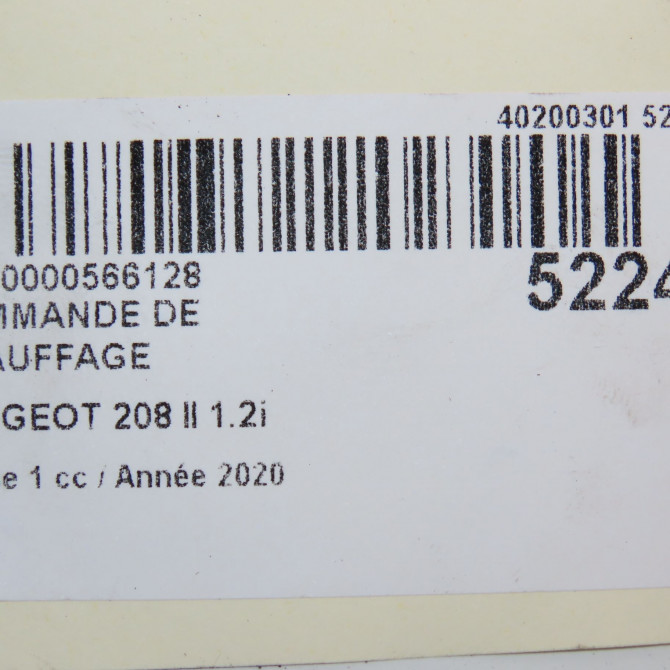 40200301 52
0000566128
5224
MMANDE DE
AUFFAGE
GEOT 208 II 1.2i
e 1 cc / Année 2020